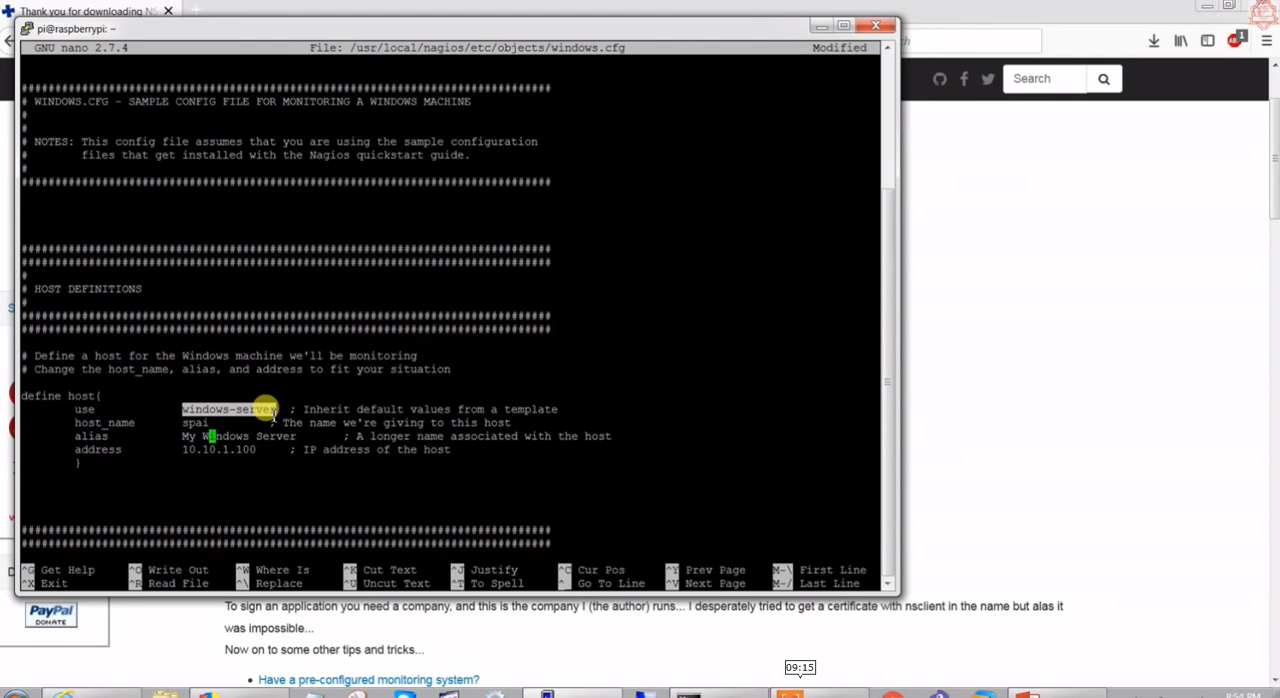 Thank you for downloading NS
pi@raspberrypi: ~
GNU nano 2.7.4 File: /usr/local/nagios/etc/objects/windows.cfg Modified
###############################################################################
# WINDOWS.CFG - SAMPLE CONFIG FILE FOR MONITORING A WINDOWS MACHINE
#
#
# NOTES: This config file assumes that you are using the sample configuration
# files that get installed with the Nagios quickstart guide.
#
###############################################################################
###############################################################################
###############################################################################
#
# HOST DEFINITIONS
#
###############################################################################
###############################################################################
# Define a host for the Windows machine we'll be monitoring
# Change the host_name, alias, and address to fit your situation
define host{
use windows-server ; Inherit default values from a template
host_name spai ; The name we're giving to this host
alias My Windows Server ; A longer name associated with the host
address 10.10.1.100 ; IP address of the host
}
###############################################################################
###############################################################################
^G Get Help ^O Write Out ^W Where Is ^K Cut Text ^J Justify ^C Cur Pos ^Y Prev Page M-\ First Line
^X Exit ^R Read File ^\ Replace ^U Uncut Text ^T To Spell ^_ Go To Line ^V Next Page M-/ Last Line
Search
1
PayPal
DONATE
To sign an application you need a company, and this is the company I (the author) runs... I desperately tried to get a certificate with nsclient in the name but alas it
was impossible...
Now on to some other tips and tricks...
• Have a pre-configured monitoring system?
09:15
8:54 PM